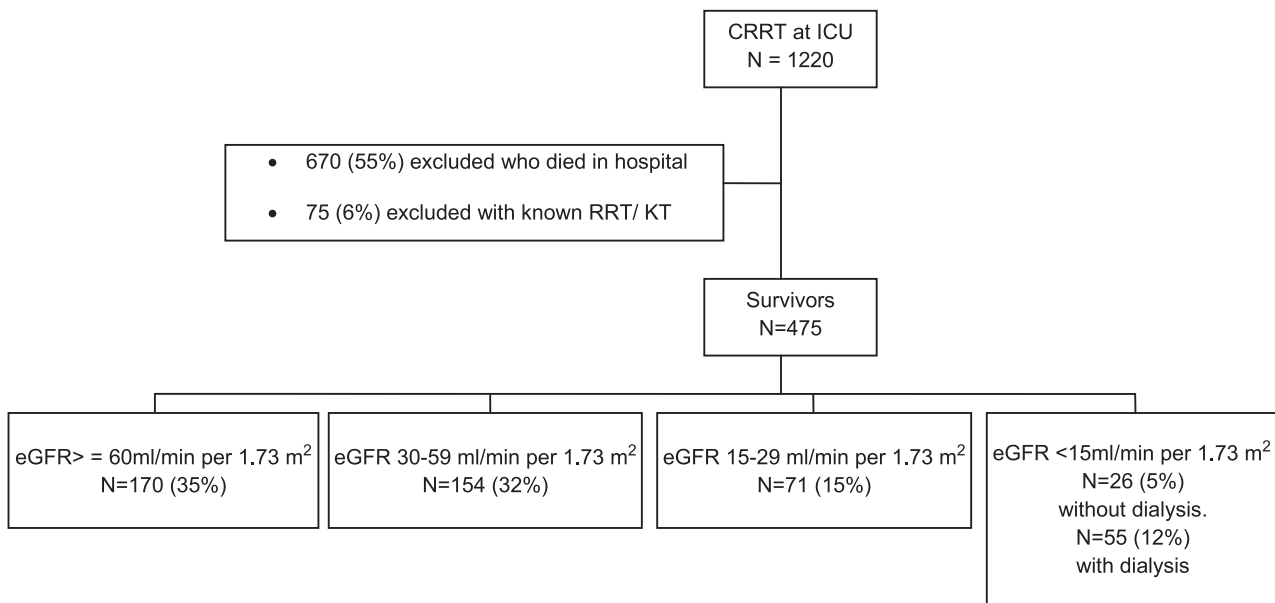 CRRT at ICU
N = 1220
• 670 (55%) excluded who died in hospital
• 75 (6%) excluded with known RRT/ KT
Survivors
N=475
eGFR> = 60ml/min per 1.73 m²
N=170 (35%)
eGFR 30-59 ml/min per 1.73 m²
N=154 (32%)
eGFR 15-29 ml/min per 1.73 m²
N=71 (15%)
eGFR <15ml/min per 1.73 m²
N=26 (5%)
without dialysis.
N=55 (12%)
with dialysis